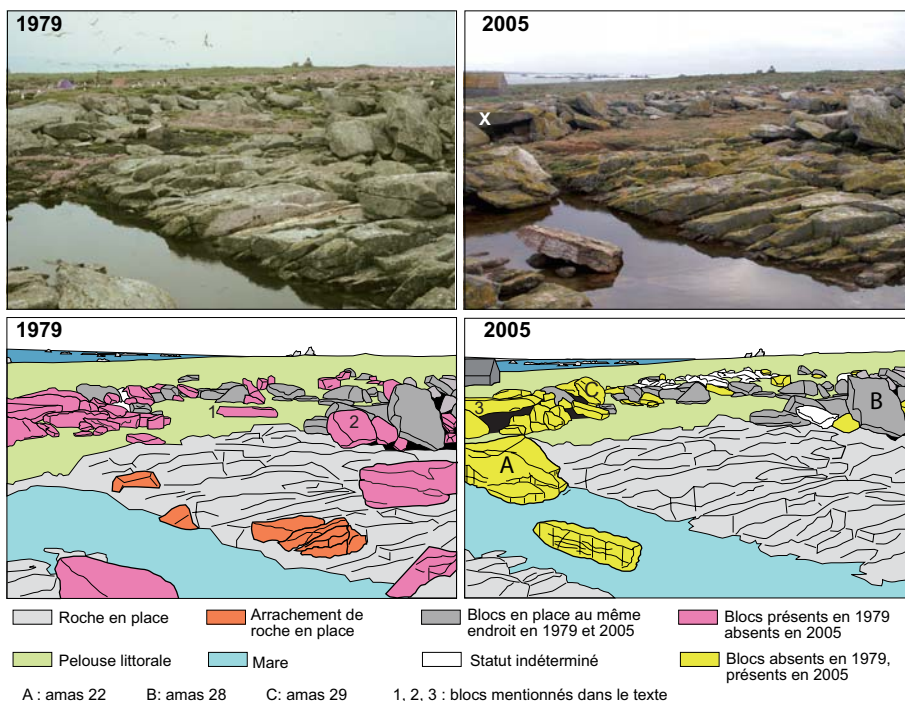 1979
2005
X
1979
2005
1
2
3
A
B
C
Roche en place
Arrachement de
roche en place
Blocs en place au même
endroit en 1979 et 2005
Blocs présents en 1979
absents en 2005
Pelouse littorale
Mare
Statut indéterminé
Blocs absents en 1979,
présents en 2005
A : amas 22 B: amas 28 C: amas 29 1, 2, 3 : blocs mentionnés dans le texte